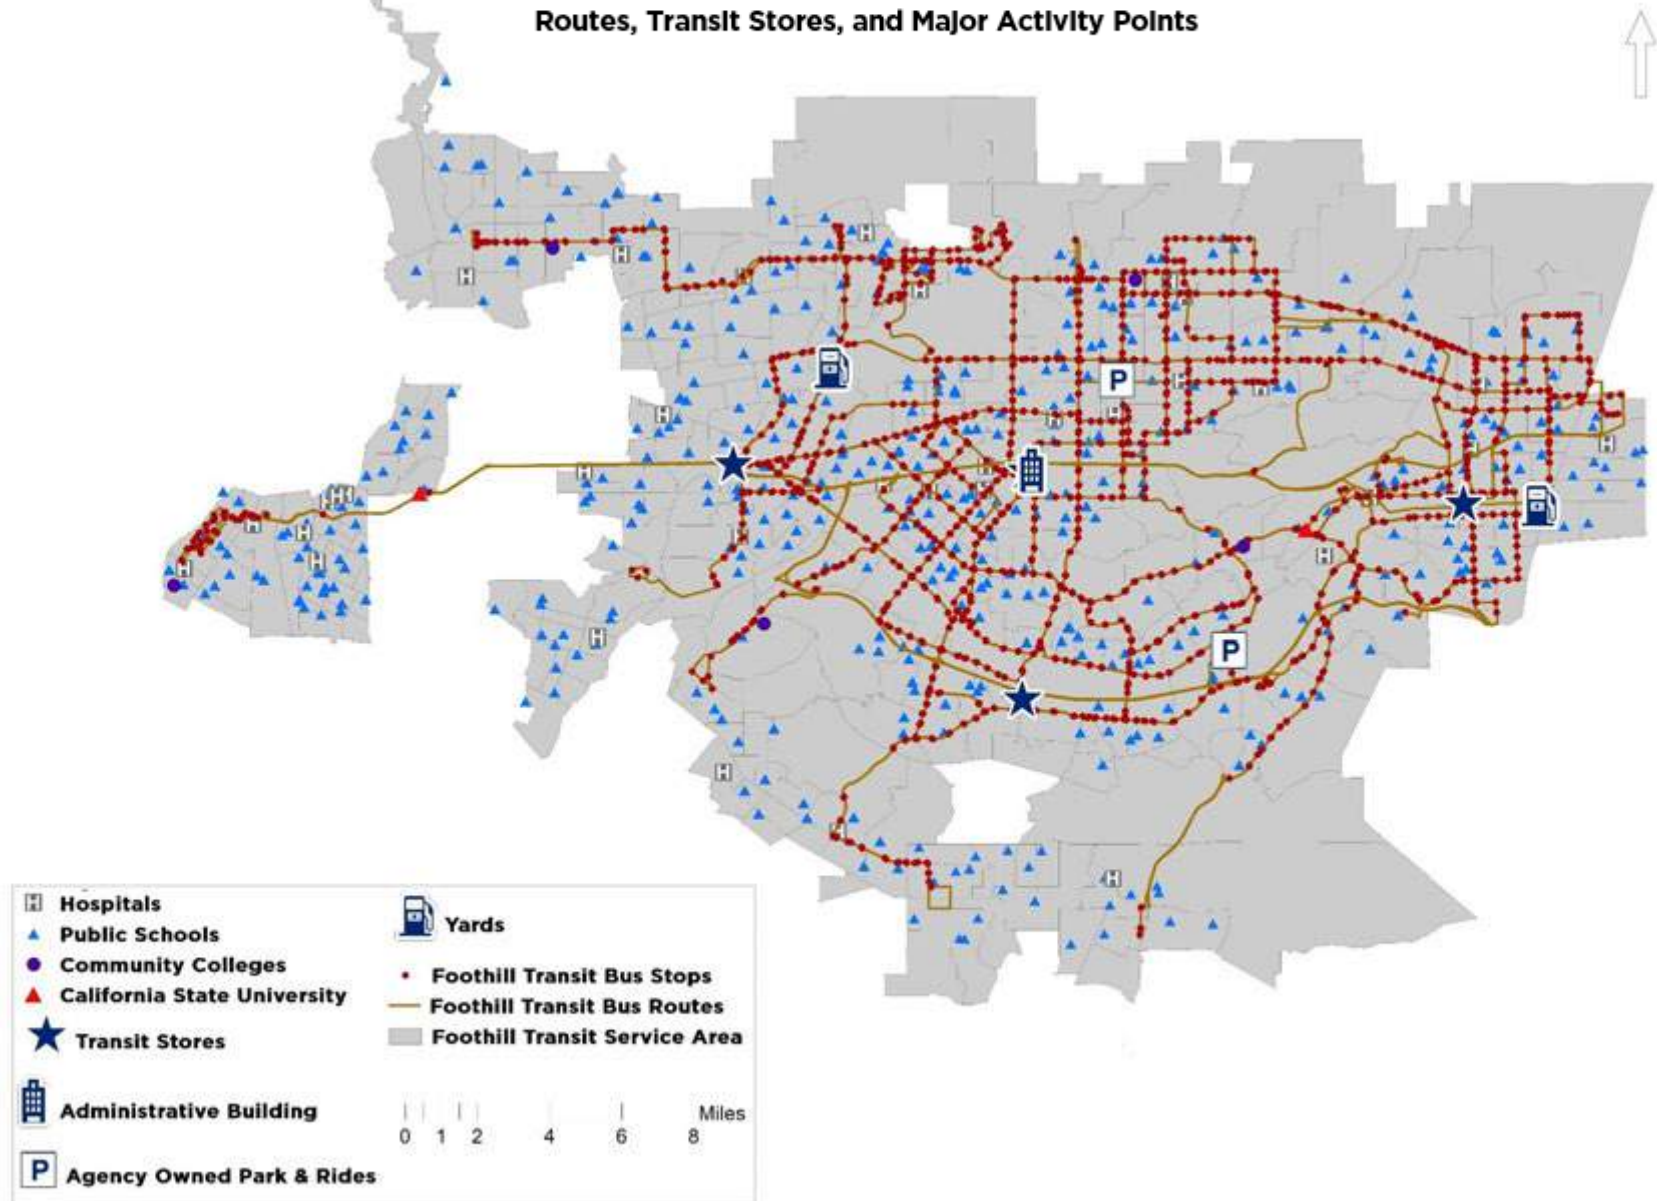 Routes, Transit Stores, and Major Activity Points
P
P
Hospitals
Public Schools
Community Colleges
California State University
Transit Stores
Administrative Building
P Agency Owned Park & Rides
Yards
Foothill Transit Bus Stops
Foothill Transit Bus Routes
Foothill Transit Service Area
Miles
0 1 2 4 6 8